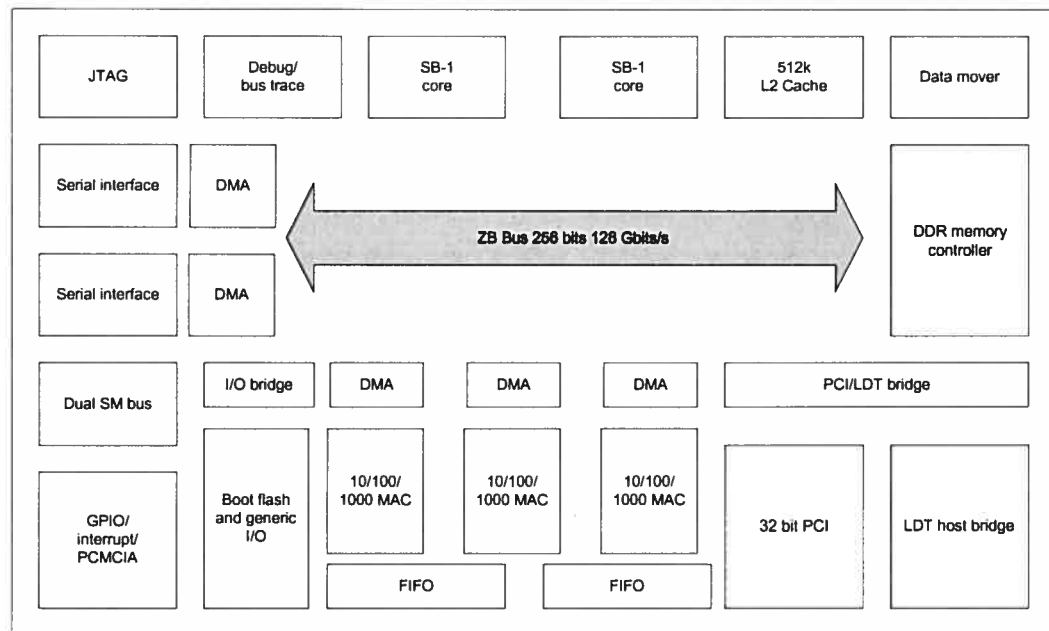 JTAG
Debug/
bus trace
SB-1
core
SB-1
core
512k
L2 Cache
Data mover
Serial interface
DMA
ZB Bus 256 bits 128 Gbits/s
DDR memory
controller
Serial interface
DMA
Dual SM bus
I/O bridge
DMA
DMA
DMA
PCI/LDT bridge
GPIO/
interrupt/
PCMCIA
Boot flash
and generic
I/O
10/100/
1000 MAC
10/100/
1000 MAC
10/100/
1000 MAC
32 bit PCI
LDT host bridge
FIFO
FIFO